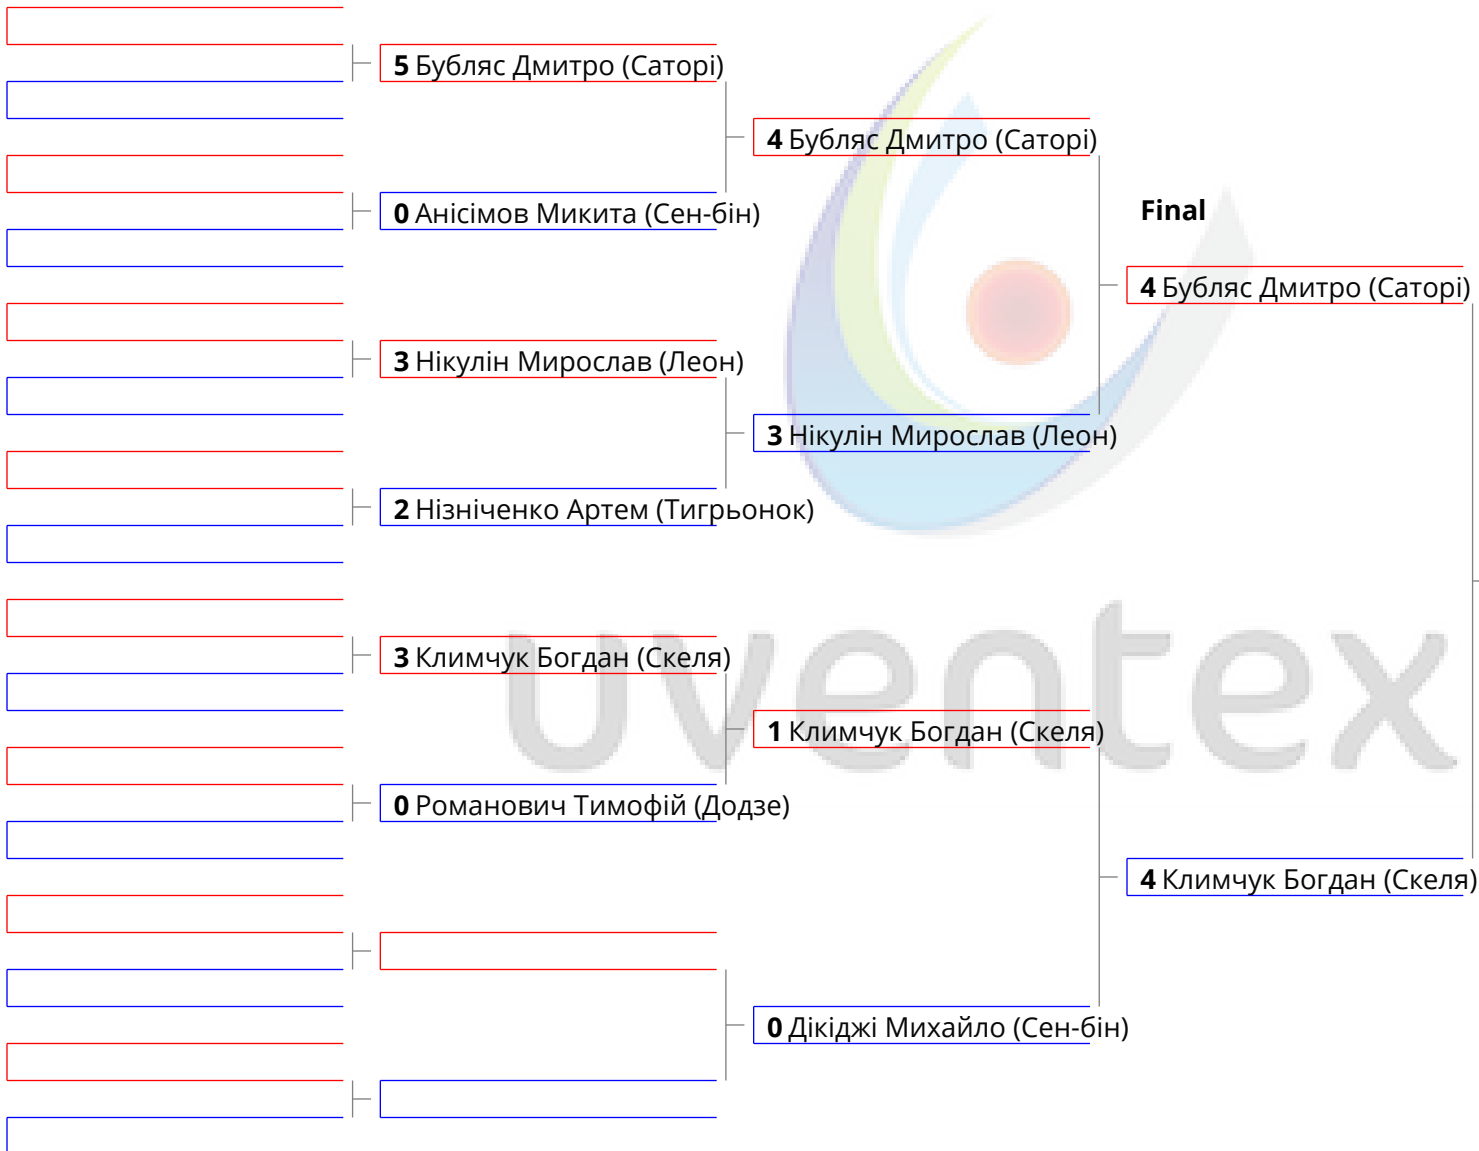 5 Бубляс Дмитро (Саторі)
4 Бубляс Дмитро (Саторі)
0 Анісімов Микита (Сен-бін)
Final
4 Бубляс Дмитро (Саторі)
3 Нікулін Мирослав (Леон)
3 Нікулін Мирослав (Леон)
2 Нізніченко Артем (Тигрьонок)
uventex
3 Климчук Богдан (Скеля)
1 Климчук Богдан (Скеля)
0 Романович Тимофій (Додзе)
4 Климчук Богдан (Скеля)
0 Дікіджі Михайло (Сен-бін)